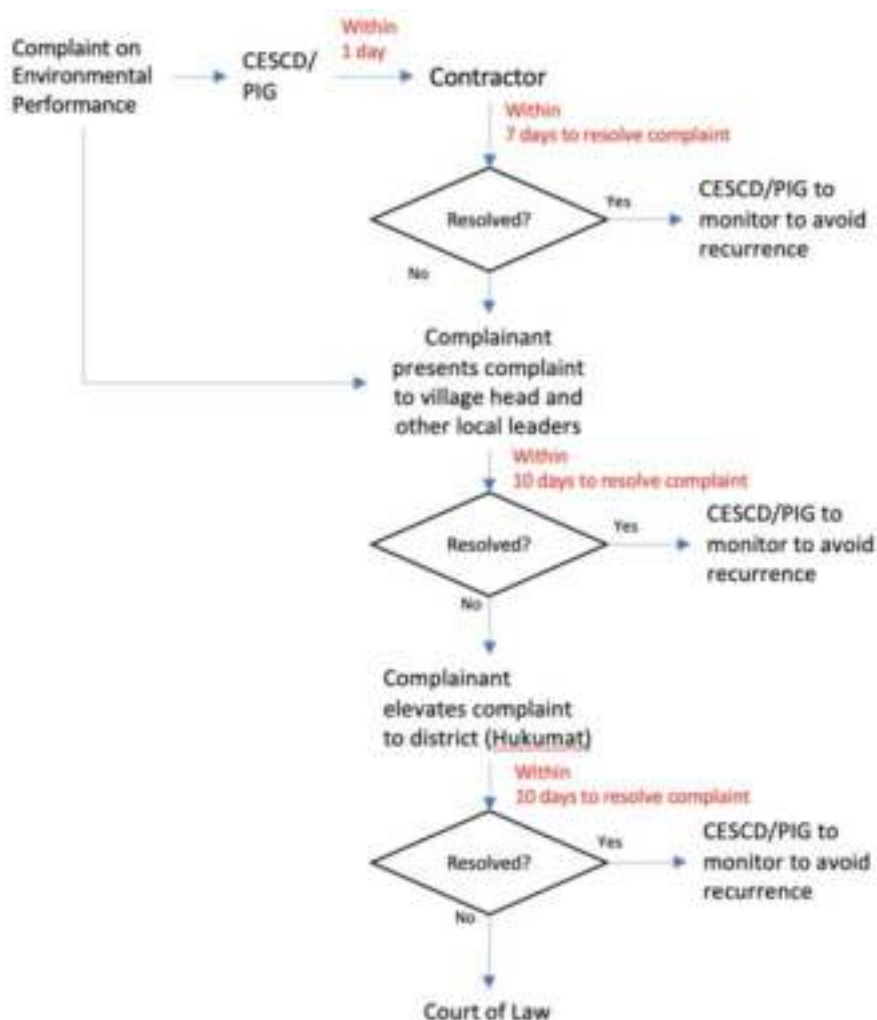 Complaint on
Environmental
Performance
CESCD/
PIG
Within
1 day
Contractor
Within
7 days to resolve complaint
Resolved?
Yes
CESCD/PIG to
monitor to avoid
recurrence
No
Complainant
presents complaint
to village head and
other local leaders
Within
10 days to resolve complaint
Resolved?
Yes
CESCD/PIG to
monitor to avoid
recurrence
No
Complainant
elevates complaint
to district (Hukumat)
Within
10 days to resolve complaint
Resolved?
Yes
CESCD/PIG to
monitor to avoid
recurrence
No
Court of Law